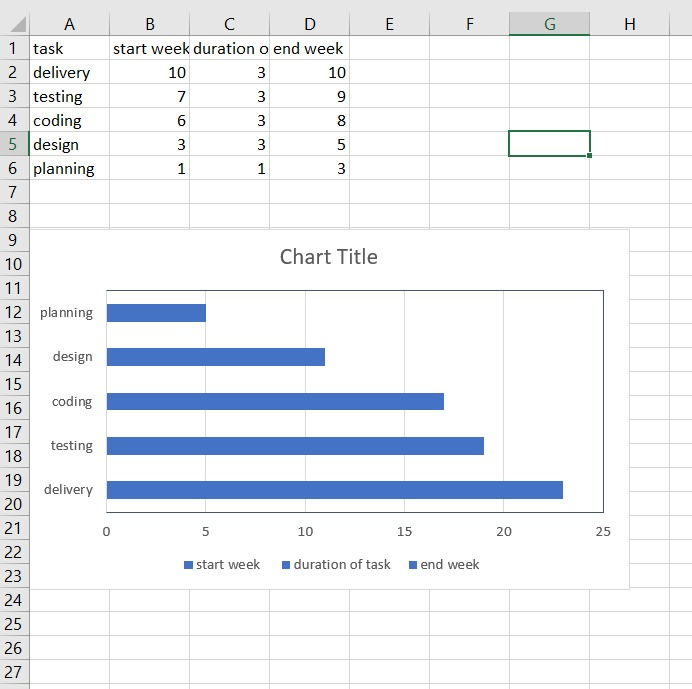 A B C D E F G H
1 task start week duration o end week
2 delivery 10 3 10
3 testing 7 3 9
4 coding 6 3 8
5 design 3 3 5
6 planning 1 1 3
7
8
9
Chart Title
10
11
12 planning
13
14 design
15
16 coding
17
18 testing
19
20 delivery
21 0 5 10 15 20 25
22
23 start week duration of task end week
24
25
26
27